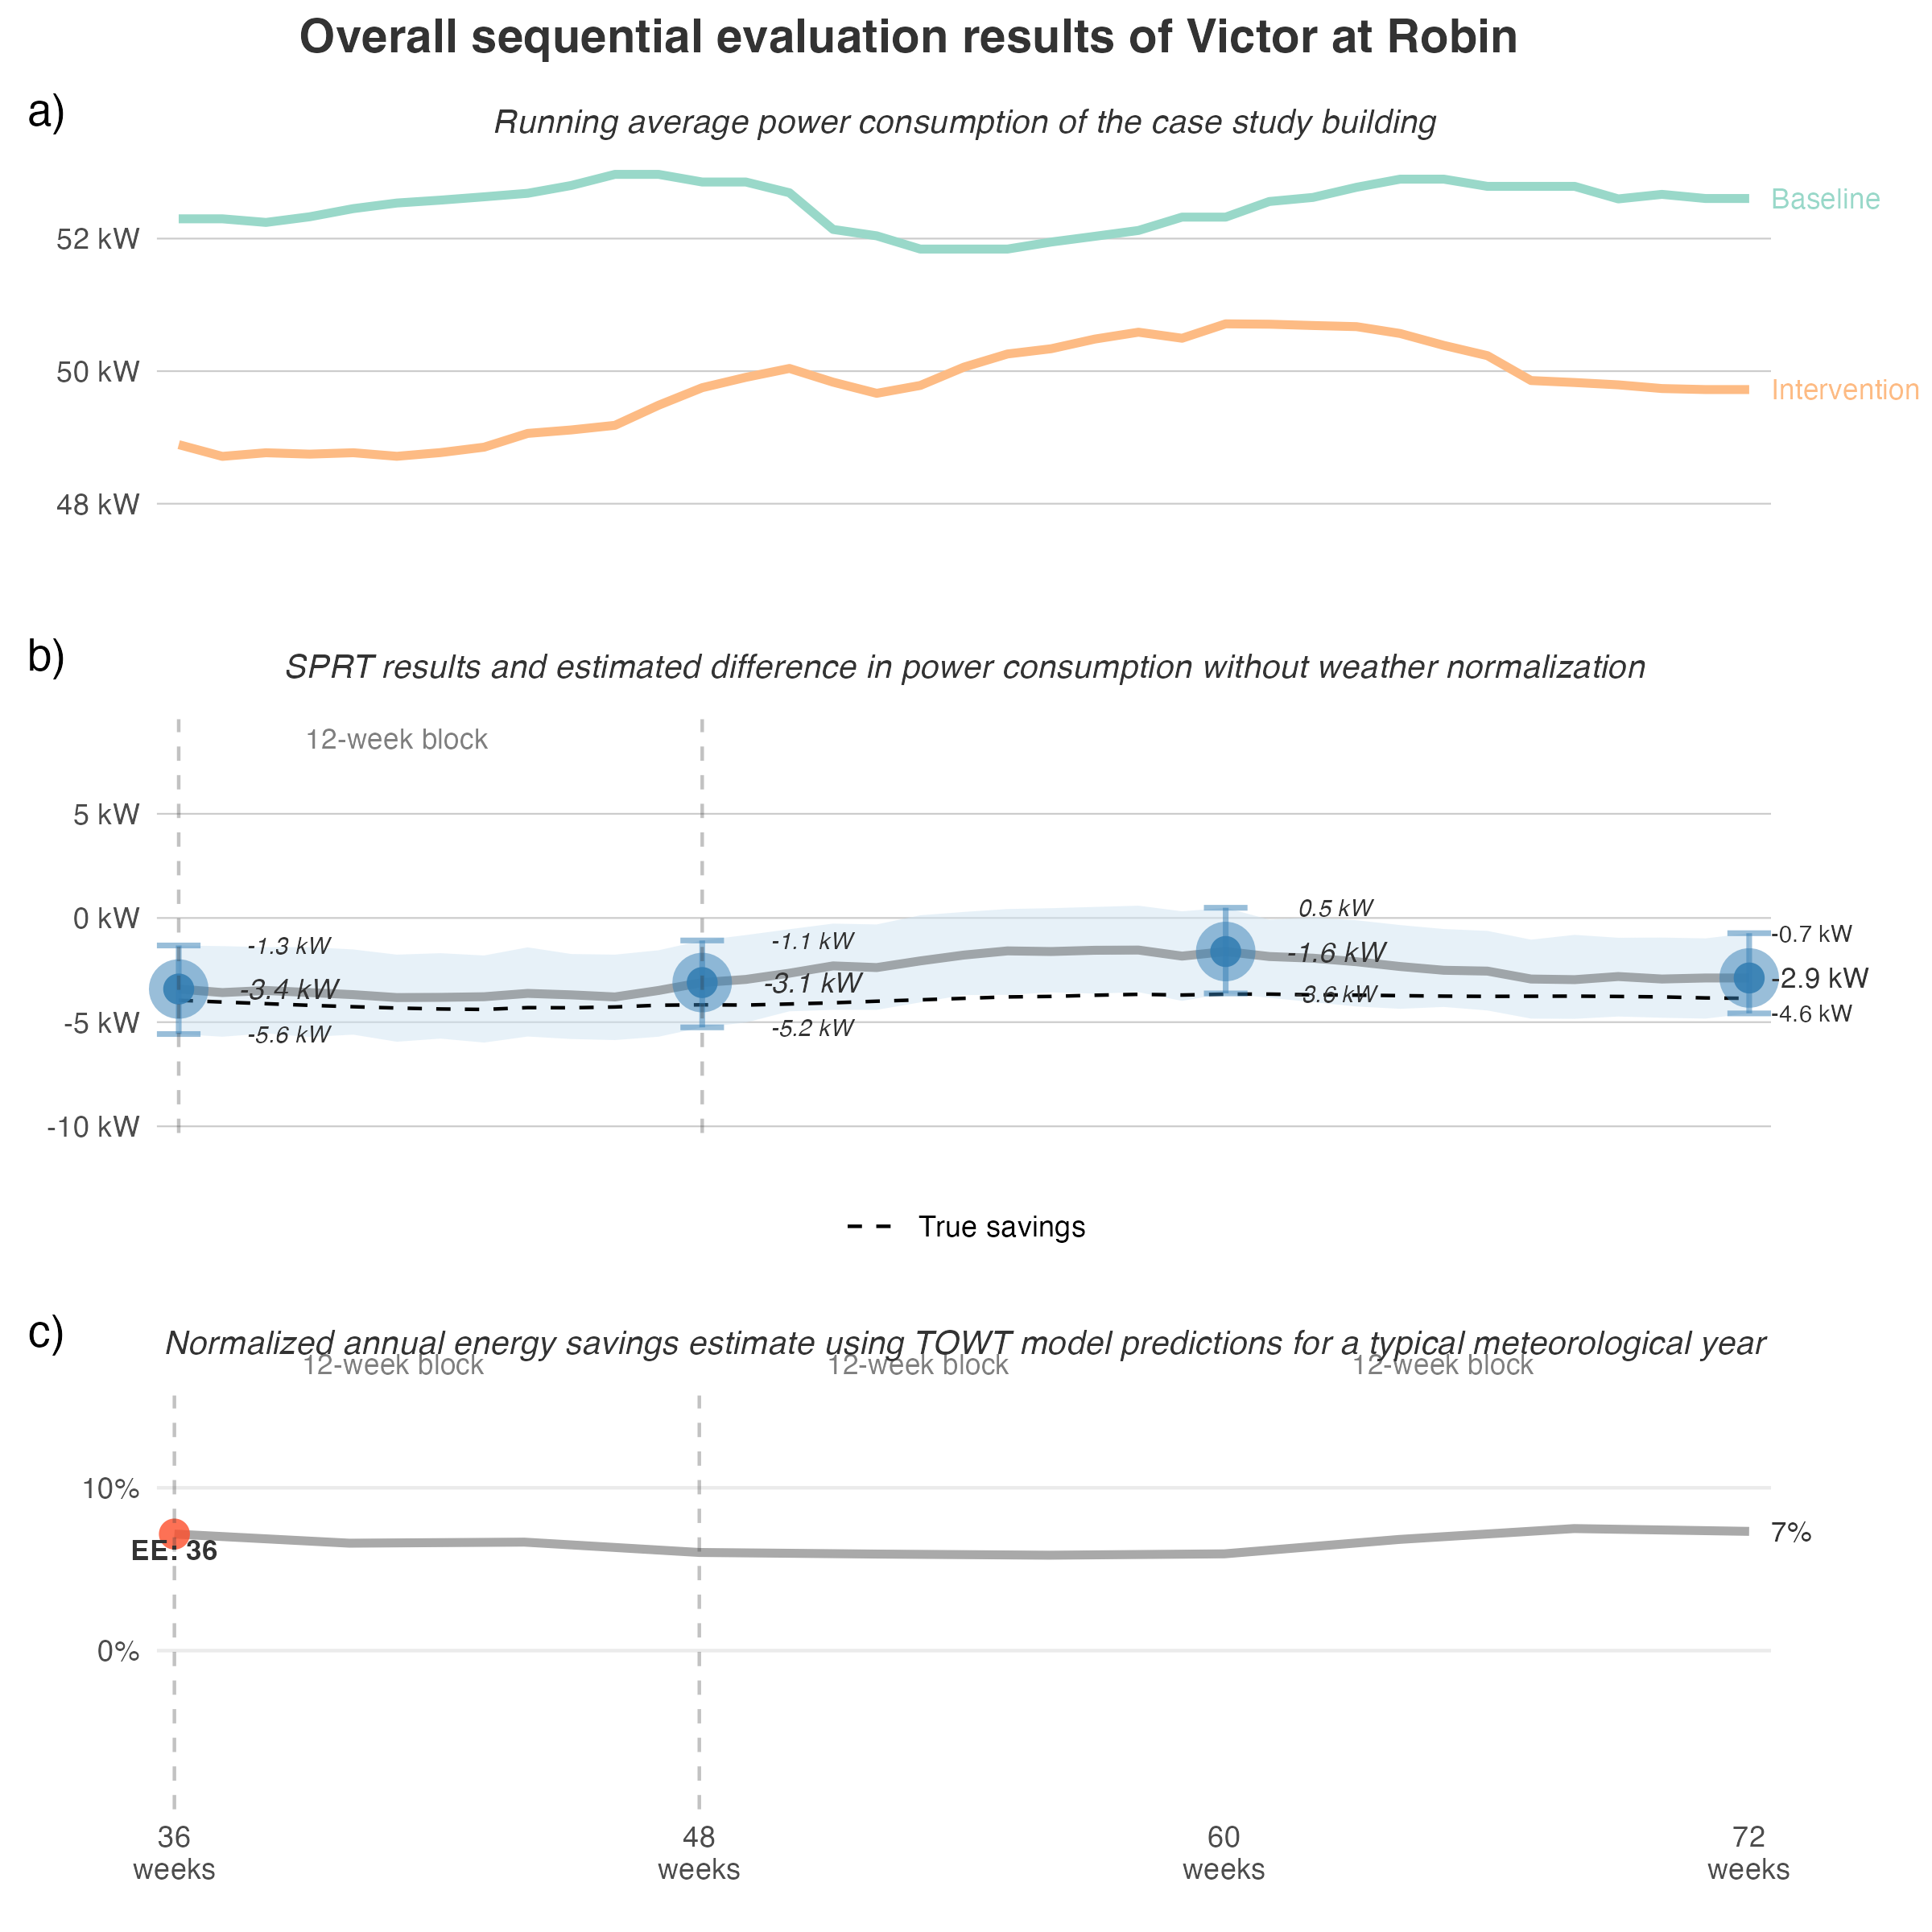 Overall sequential evaluation results of Victor at Robin
a)
Running average power consumption of the case study building
52 kW
50 kW
48 kW
Baseline
Intervention
b)
SPRT results and estimated difference in power consumption without weather normalization
12-week block
5 kW
0 kW
-5 kW
-10 kW
-1.3 kW
-3.4 kW
-5.6 kW
-1.1 kW
-3.1 kW
-5.2 kW
0.5 kW
-1.6 kW
-3.6 kW
-0.7 kW
-2.9 kW
-4.6 kW
True savings
c)
Normalized annual energy savings estimate using TOWT model predictions for a typical meteorological year
12-week block
12-week block
12-week block
10%
0%
EE: 36
7%
36
weeks
48
weeks
60
weeks
72
weeks